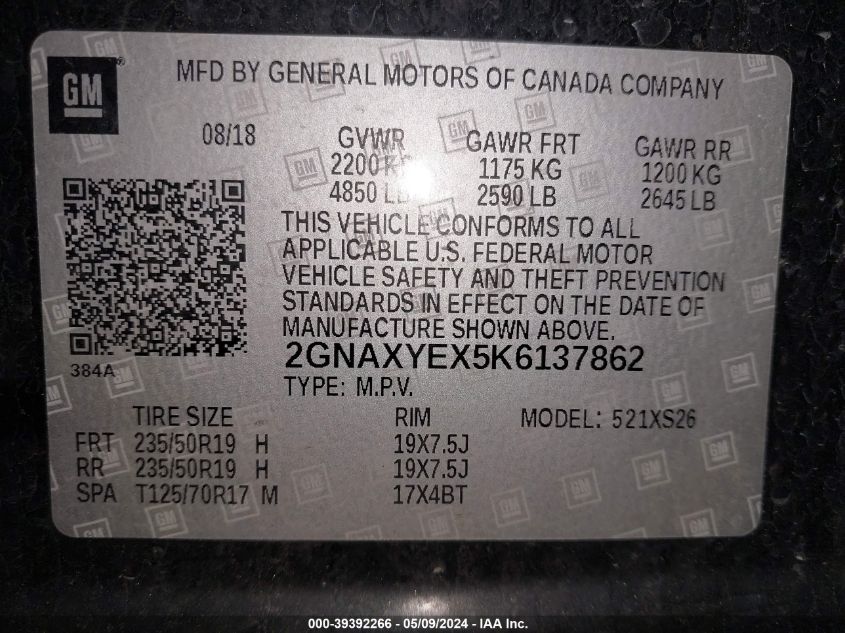 GM
MFD BY GENERAL MOTORS OF CANADA COMPANY
08/18
GVWR GAWR FRT GAWR RR
2200 KG 1175 KG 1200 KG
4850 LB 2590 LB 2645 LB
THIS VEHICLE CONFORMS TO ALL
APPLICABLE U.S. FEDERAL MOTOR
VEHICLE SAFETY AND THEFT PREVENTION
STANDARDS IN EFFECT ON THE DATE OF
MANUFACTURE SHOWN ABOVE.
2GNAXYEX5K6137862
384A
TYPE: M.P.V.
TIRE SIZE RIM MODEL: 521XS26
FRT 235/50R19 H 19X7.5J
RR 235/50R19 H 19X7.5J
SPA T125/70R17 M 17X4BT
000-39392266 - 05/09/2024 - IAA Inc.